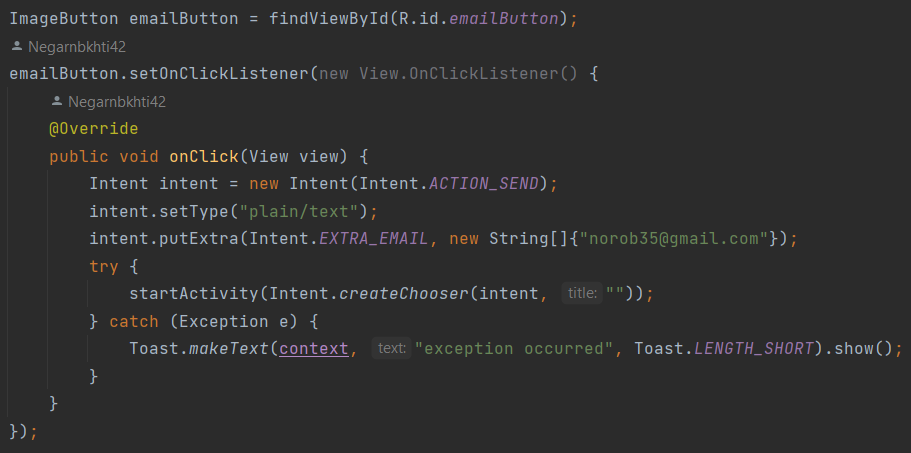 ImageButton emailButton = findViewById(R.id.emailButton);
Negarnbkhti42
emailButton.setOnClickListener(new View.OnClickListener() {
Negarnbkhti42
@Override
public void onClick(View view) {
Intent intent = new Intent(Intent.ACTION_SEND);
intent.setType("plain/text");
intent.putExtra(Intent.EXTRA_EMAIL, new String[]{"norob35@gmail.com"});
try {
startActivity(Intent.createChooser(intent, title: ""));
} catch (Exception e) {
Toast.makeText(context, text: "exception occurred", Toast.LENGTH_SHORT).show();
}
}
});